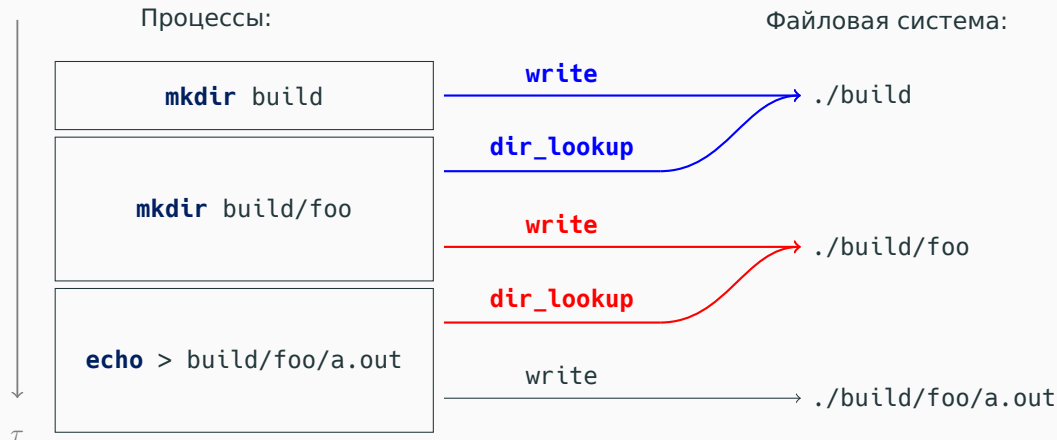 Процессы:
Файловая система:
mkdir build
write
./build
dir_lookup
mkdir build/foo
write
./build/foo
dir_lookup
echo > build/foo/a.out
write
./build/foo/a.out
τ